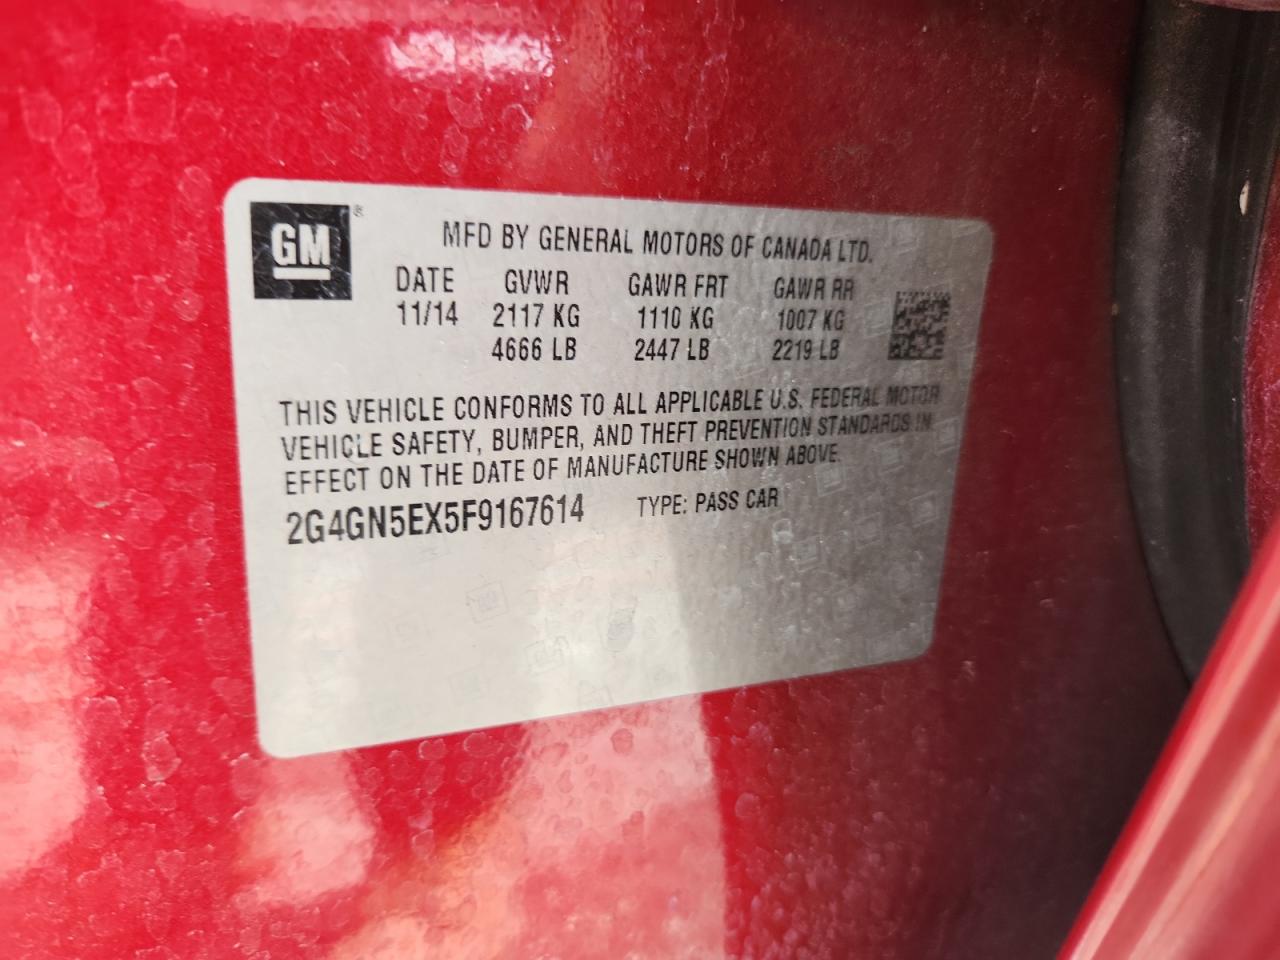 GM ®
MFD BY GENERAL MOTORS OF CANADA LTD.
DATE GVWR GAWR FRT GAWR RR
11/14 2117 KG 1110 KG 1007 KG
4666 LB 2447 LB 2219 LB
THIS VEHICLE CONFORMS TO ALL APPLICABLE U.S. FEDERAL MOTOR
VEHICLE SAFETY, BUMPER, AND THEFT PREVENTION STANDARDS IN
EFFECT ON THE DATE OF MANUFACTURE SHOWN ABOVE.
2G4GN5EX5F9167614 TYPE: PASS CAR